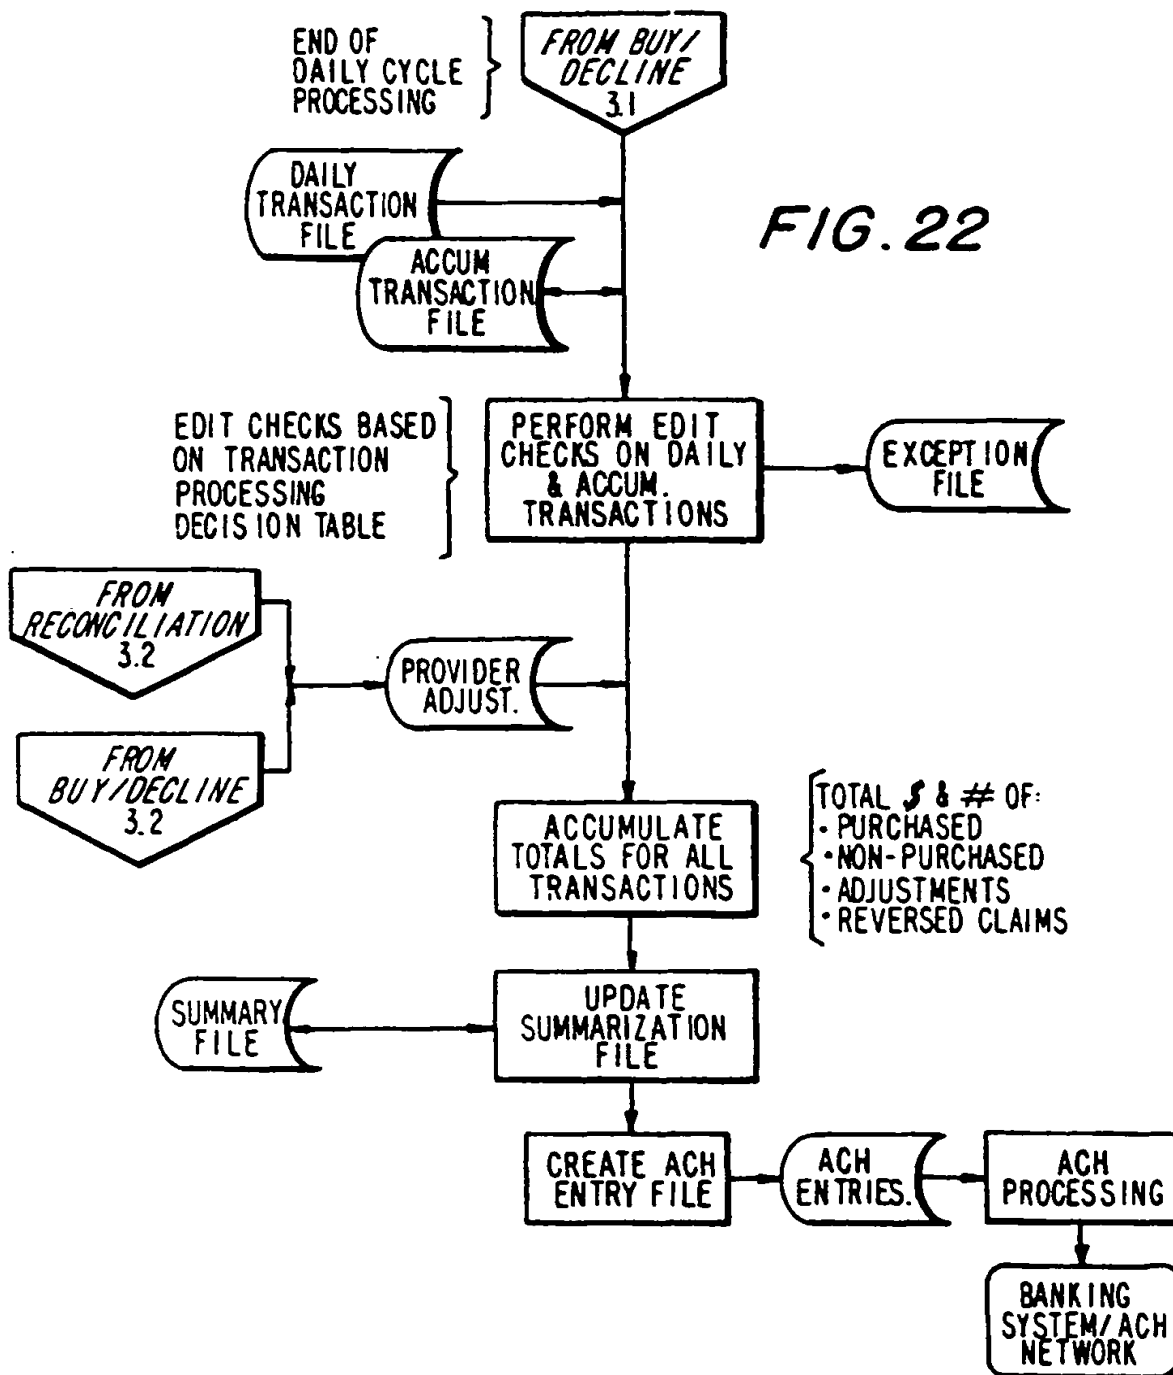 END OF
DAILY CYCLE
PROCESSING
FROM BUY/
DECLINE
3.1
DAILY
TRANSACTION
FILE
FIG. 22
ACCUM
TRANSACTION
FILE
EDIT CHECKS BASED
ON TRANSACTION
PROCESSING
DECISION TABLE
PERFORM EDIT
CHECKS ON DAILY
& ACCUM.
TRANSACTIONS
EXCEPTION
FILE
FROM
RECONCILIATION
3.2
PROVIDER
ADJUST.
FROM
BUY/DECLINE
3.2
ACCUMULATE
TOTALS FOR ALL
TRANSACTIONS
TOTAL $ & # OF:
• PURCHASED
• NON-PURCHASED
• ADJUSTMENTS
• REVERSED CLAIMS
SUMMARY
FILE
UPDATE
SUMMARIZATION
FILE
CREATE ACH
ENTRY FILE
ACH
ENTRIES.
ACH
PROCESSING
BANKING
SYSTEM/ACH
NETWORK